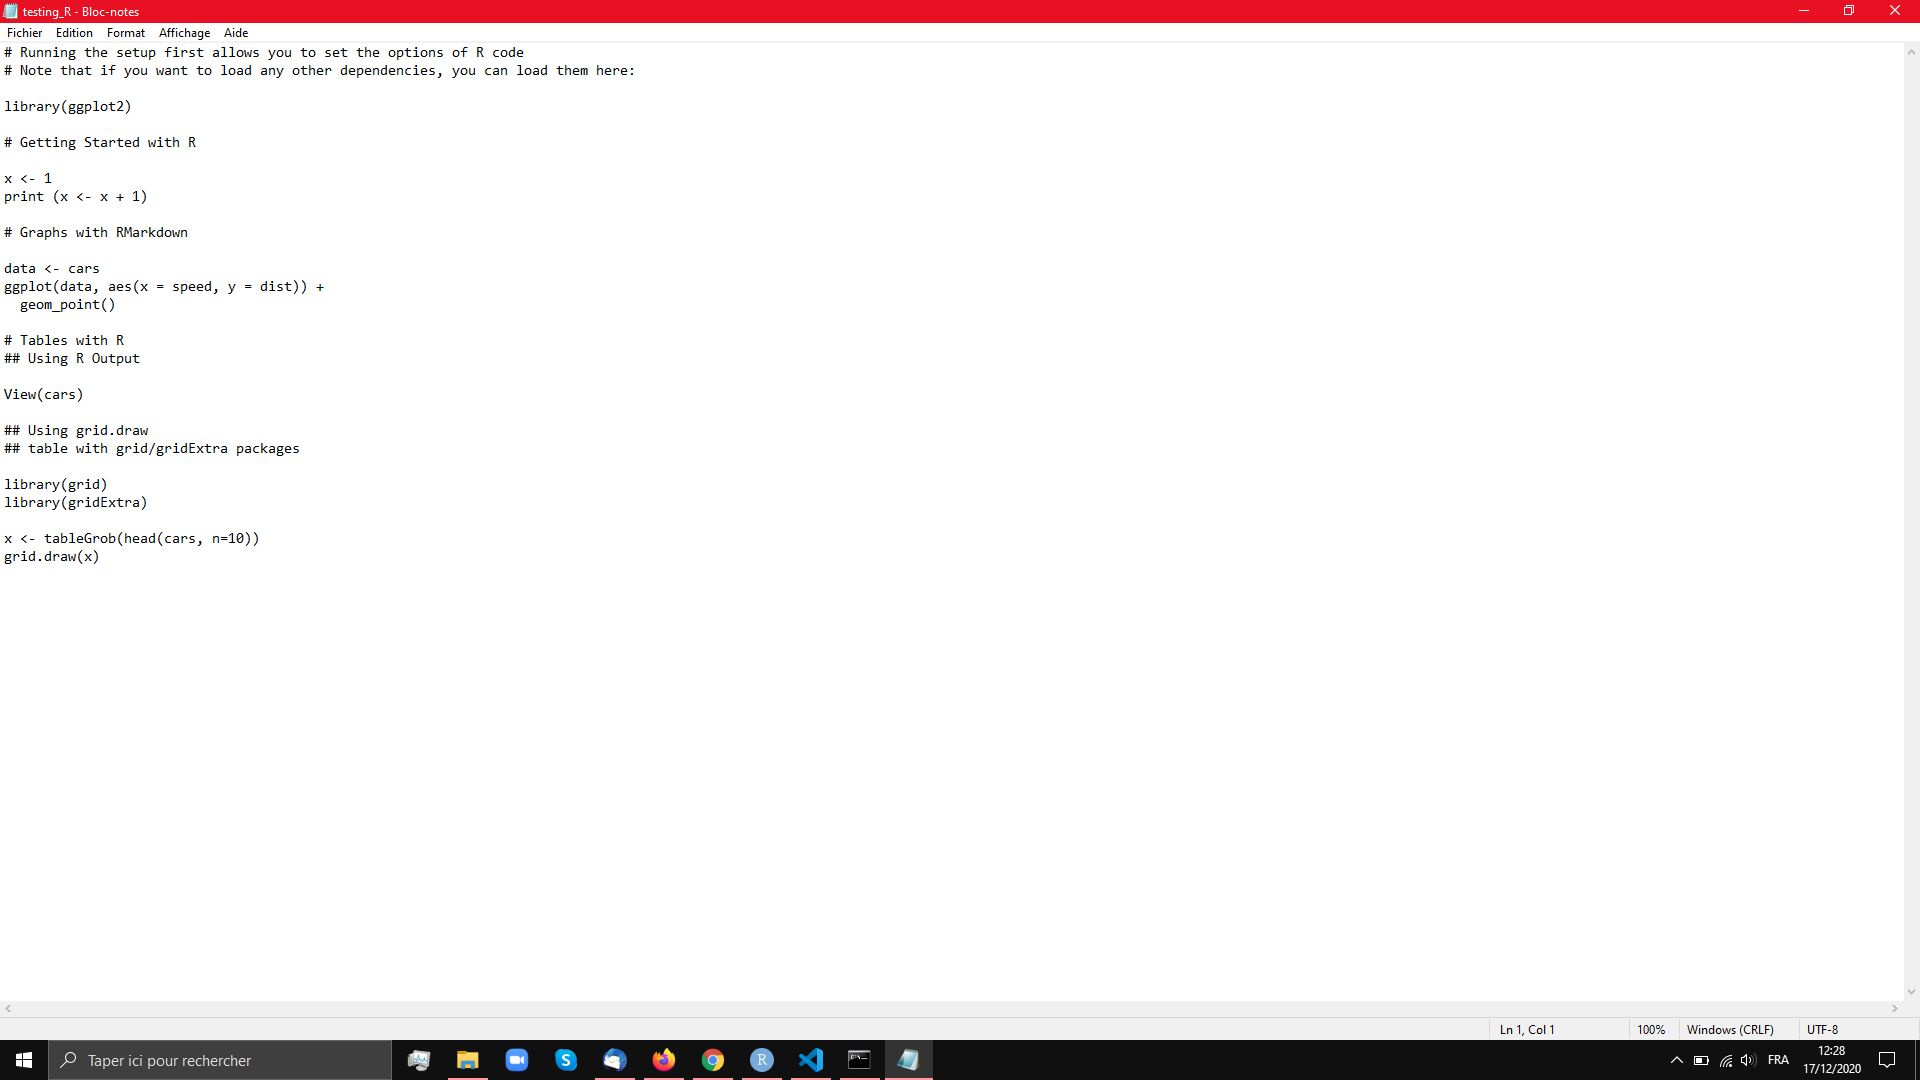 testing_R - Bloc-notes
Fichier Edition Format Affichage Aide
# Running the setup first allows you to set the options of R code
# Note that if you want to load any other dependencies, you can load them here:
library(ggplot2)
# Getting Started with R
x <- 1
print (x <- x + 1)
# Graphs with RMarkdown
data <- cars
ggplot(data, aes(x = speed, y = dist)) +
  geom_point()
# Tables with R
## Using R Output
View(cars)
## Using grid.draw
## table with grid/gridExtra packages
library(grid)
library(gridExtra)
x <- tableGrob(head(cars, n=10))
grid.draw(x)
Ln 1, Col 1 100% Windows (CRLF) UTF-8
Taper ici pour rechercher
S
R
C:\
FRA
12:28
17/12/2020